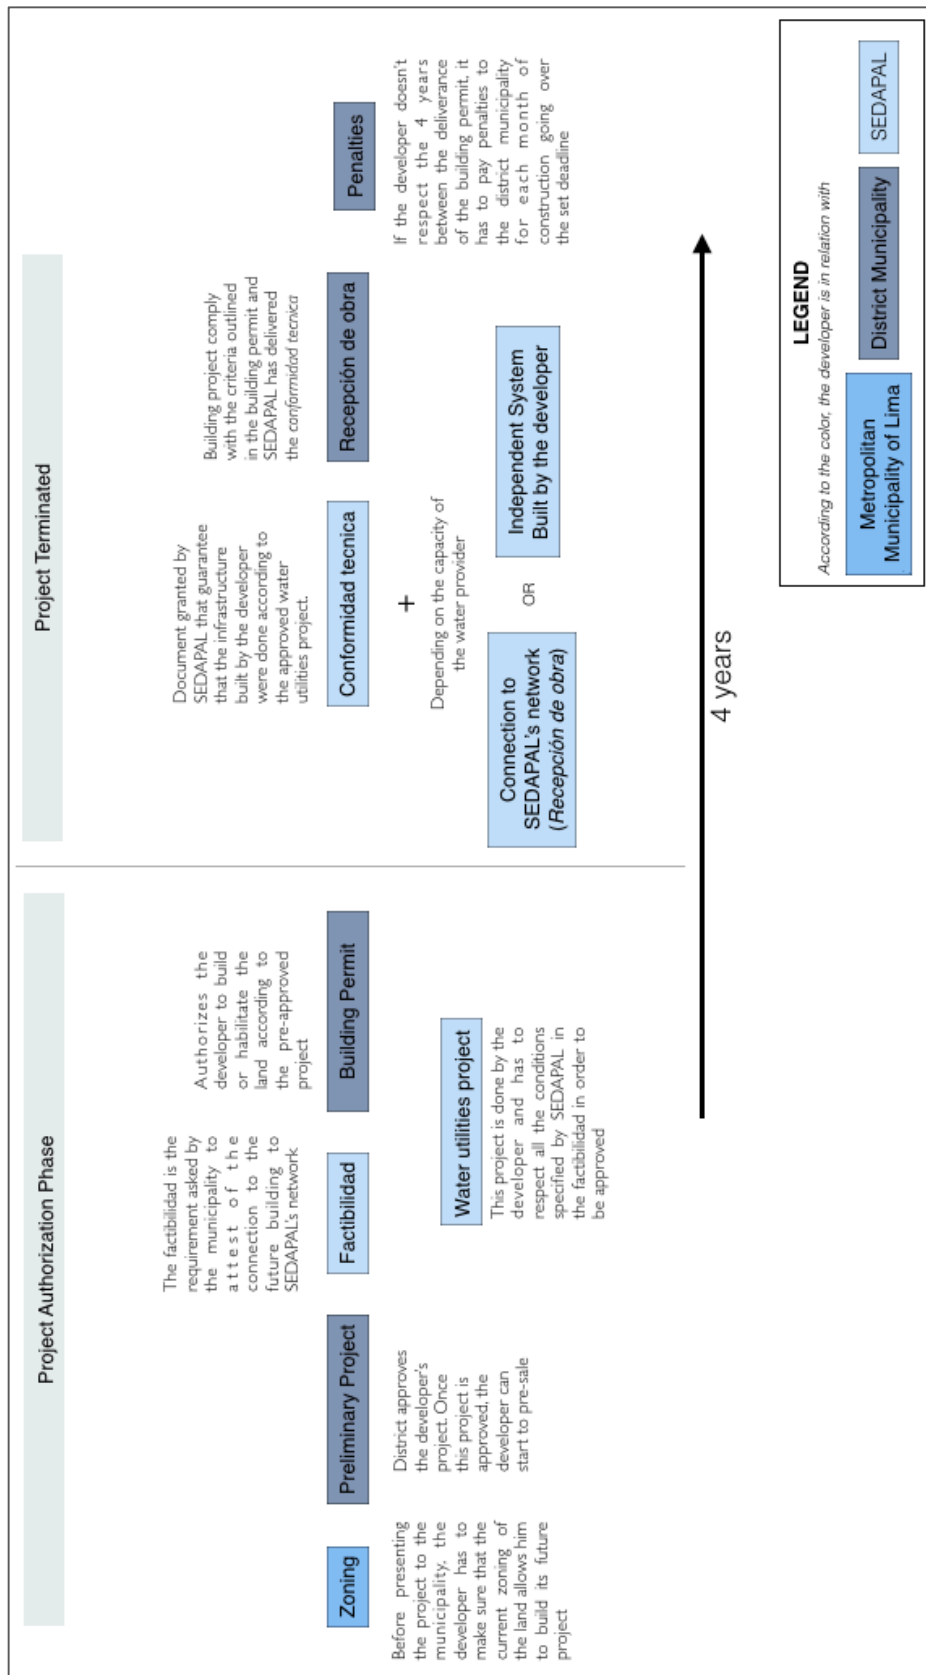 Project Authorization Phase
Zoning
Before presenting
the project to the
municipality, the
developer has to
make sure that the
current zoning of
the land allows him
to build its future
project
Preliminary Project
District approves
the developer's
project. Once
this project is
approved, the
developer can
start to pre-sale
The factibilidad is the
requirement asked by
the municipality to
attest of the
connection to the
future building to
SEDAPAL's network
Factibilidad
Water utilities project
This project is done by the
developer and has to
respect all the conditions
specified by SEDAPAL in
the factibilidad in order to
be approved
Authorizes the
developer to build
or habilitate the
land according to
the pre-approved
project
Building Permit
Project Terminated
Document granted by
SEDAPAL that guarantee
that the infrastructure
built by the developer
were done according to
the approved water
utilities project.
Conformidad tecnica
+
Depending on the capacity of
the water provider
Connection to
SEDAPAL's network
(Recepción de obra)
OR
Independent System
Built by the developer
Building project comply
with the criteria outlined
in the building permit and
SEDAPAL has delivered
the conformidad tecnica
Recepción de obra
Penalties
If the developer doesn't
respect the 4 years
between the deliverance
of the building permit, it
has to pay penalties to
the district municipality
for each month of
construction going over
the set deadline
4 years
LEGEND
According to the color, the developer is in relation with
Metropolitan
Municipality of Lima
District Municipality
SEDAPAL